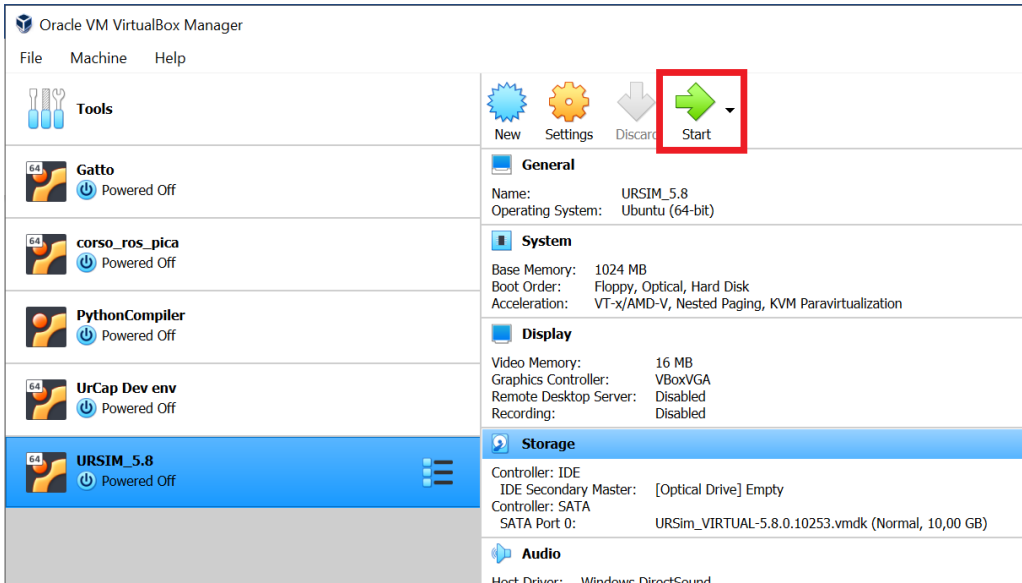 Oracle VM VirtualBox Manager
File Machine Help
Tools
64
Gatto
Powered Off
64
corso_ros_pica
Powered Off
PythonCompiler
Powered Off
64
UrCap Dev env
Powered Off
64
URSIM_5.8
Powered Off
New Settings Discard Start
General
Name: URSIM_5.8
Operating System: Ubuntu (64-bit)
System
Base Memory: 1024 MB
Boot Order: Floppy, Optical, Hard Disk
Acceleration: VT-x/AMD-V, Nested Paging, KVM Paravirtualization
Display
Video Memory: 16 MB
Graphics Controller: VBoxVGA
Remote Desktop Server: Disabled
Recording: Disabled
Storage
Controller: IDE
IDE Secondary Master: [Optical Drive] Empty
Controller: SATA
SATA Port 0: URSim_VIRTUAL-5.8.0.10253.vmdk (Normal, 10,00 GB)
Audio
Host Driver: Windows DirectSound